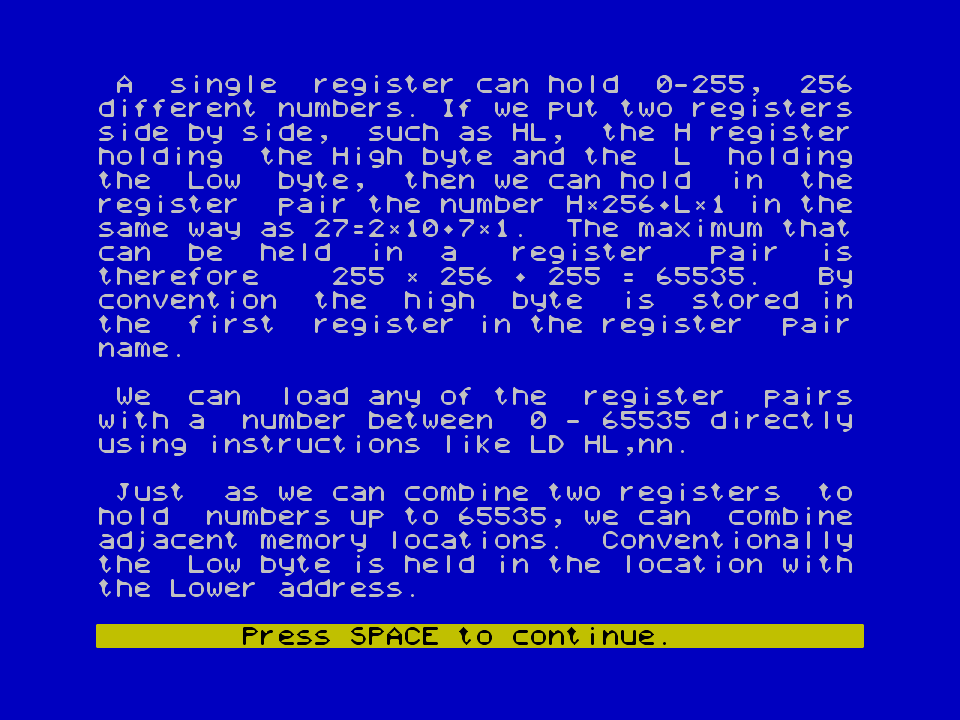 A  single  register can hold  0-255,  256
different numbers. If we put two registers
side by side,  such as HL,  the H register
holding  the High byte and the  L  holding
the  Low  byte,  then we can hold  in  the
register  pair the number H×256+L×1 in the
same way as 27=2×10+7×1.  The maximum that
can  be  held  in  a   register   pair  is
therefore    255 × 256 + 255 = 65535.   By
convention  the  high  byte  is  stored in
the  first  register in the register  pair
name.

We  can  load any of the  register  pairs
with a  number between  0 - 65535 directly
using instructions like LD HL,nn.

Just  as we can combine two registers  to
hold  numbers up to 65535, we can  combine
adjacent memory locations.  Conventionally
the  Low byte is held in the location with
the Lower address.

Press SPACE to continue.